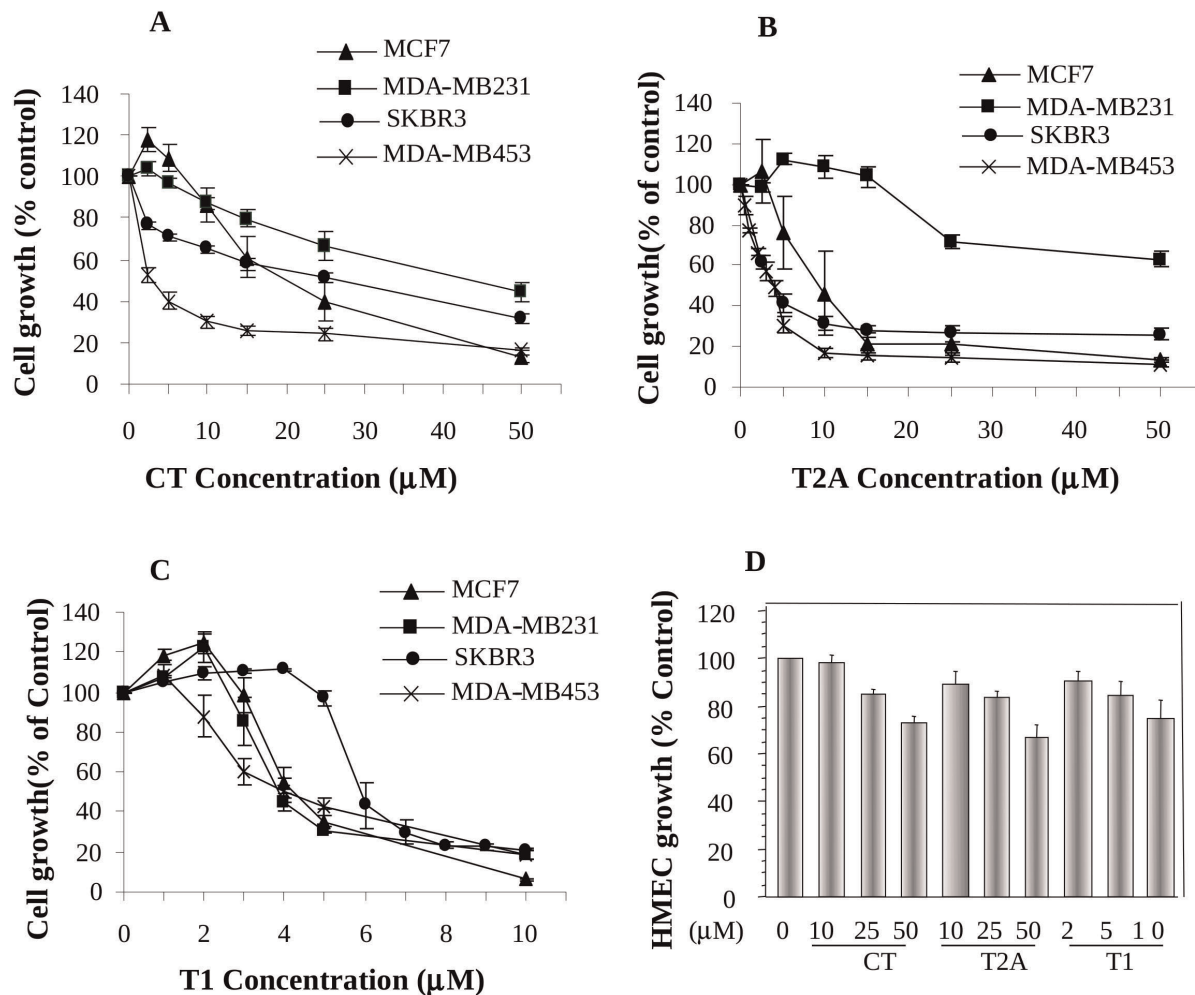 A
MCF7
MDA-MB231
SKBR3
MDA-MB453
Cell growth (% control)
140
120
100
80
60
40
20
0
0 10 20 30 40 50
CT Concentration (μM)
B
MCF7
MDA-MB231
SKBR3
MDA-MB453
Cell growth(% of control)
140
120
100
80
60
40
20
0
0 10 20 30 40 50
T2A Concentration (μM)
C
MCF7
MDA-MB231
SKBR3
MDA-MB453
Cell growth(% of Control)
140
120
100
80
60
40
20
0
0 2 4 6 8 10
T1 Concentration (μM)
D
HMEC growth (% Control)
120
100
80
60
40
20
0
(μM) 0 10 25 50 10 25 50 2 5 1 0
CT T2A T1